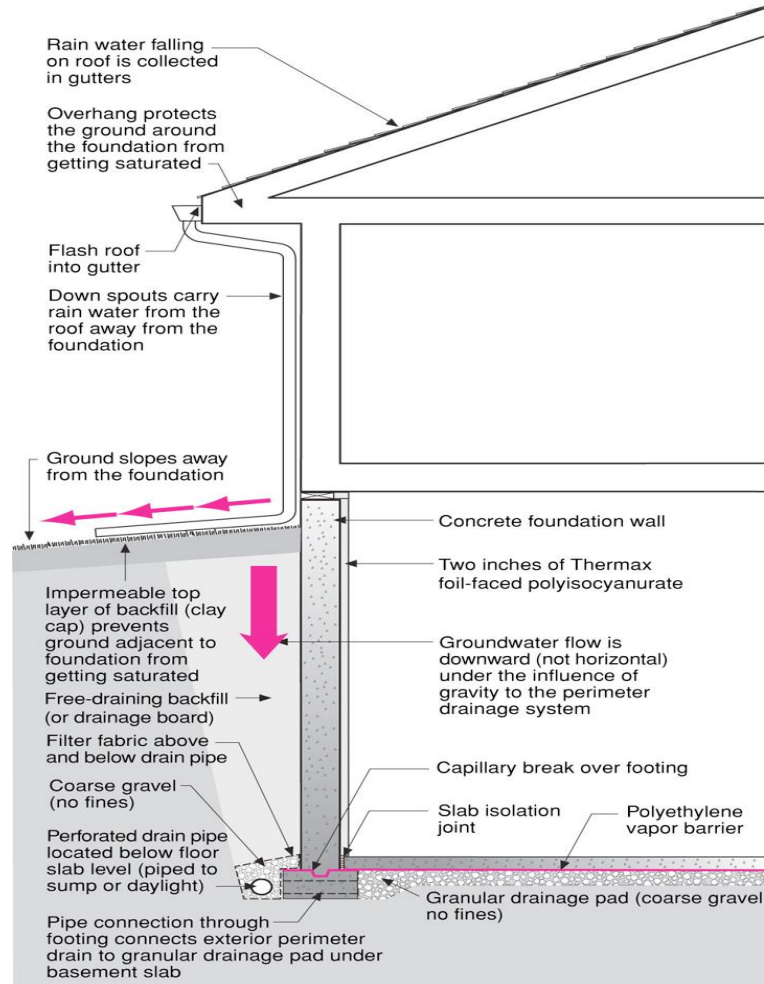 Rain water falling
on roof is collected
in gutters
Overhang protects
the ground around
the foundation from
getting saturated
Flash roof
into gutter
Down spouts carry
rain water from the
roof away from the
foundation
Ground slopes away
from the foundation
Impermeable top
layer of backfill (clay
cap) prevents
ground adjacent to
foundation from
getting saturated
Free-draining backfill
(or drainage board)
Filter fabric above
and below drain pipe
Coarse gravel
(no fines)
Perforated drain pipe
located below floor
slab level (piped to
sump or daylight)
Pipe connection through
footing connects exterior perimeter
drain to granular drainage pad under
basement slab
Concrete foundation wall
Two inches of Thermax
foil-faced polyisocyanurate
Groundwater flow is
downward (not horizontal)
under the influence of
gravity to the perimeter
drainage system
Capillary break over footing
Slab isolation
joint
Polyethylene
vapor barrier
Granular drainage pad (coarse gravel
no fines)